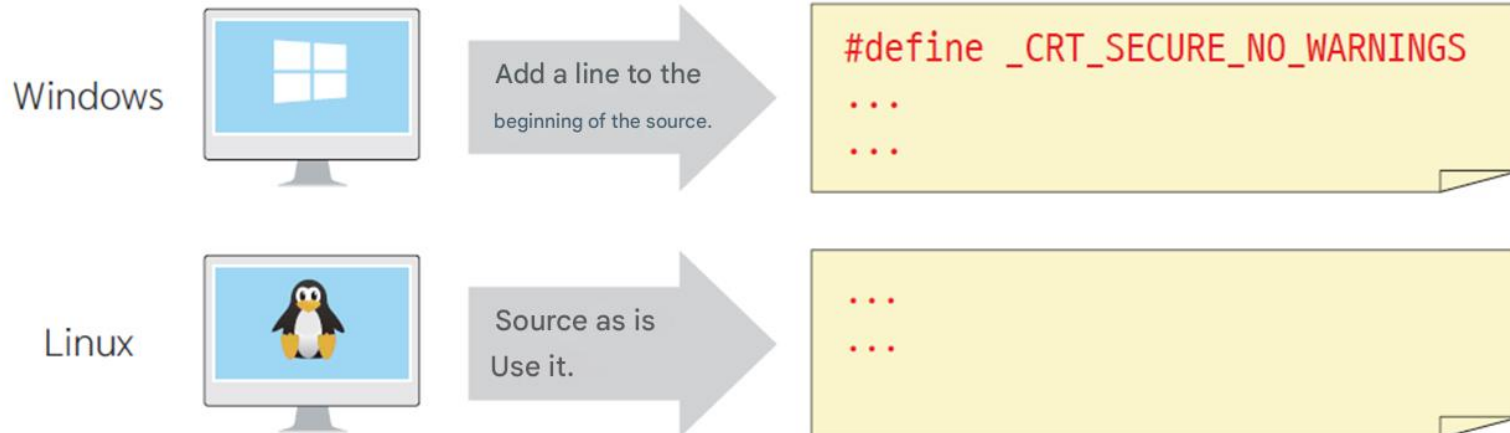 Windows
Add a line to the
beginning of the source.
#define _CRT_SECURE_NO_WARNINGS
...
...
Linux
Source as is
Use it.
...
...